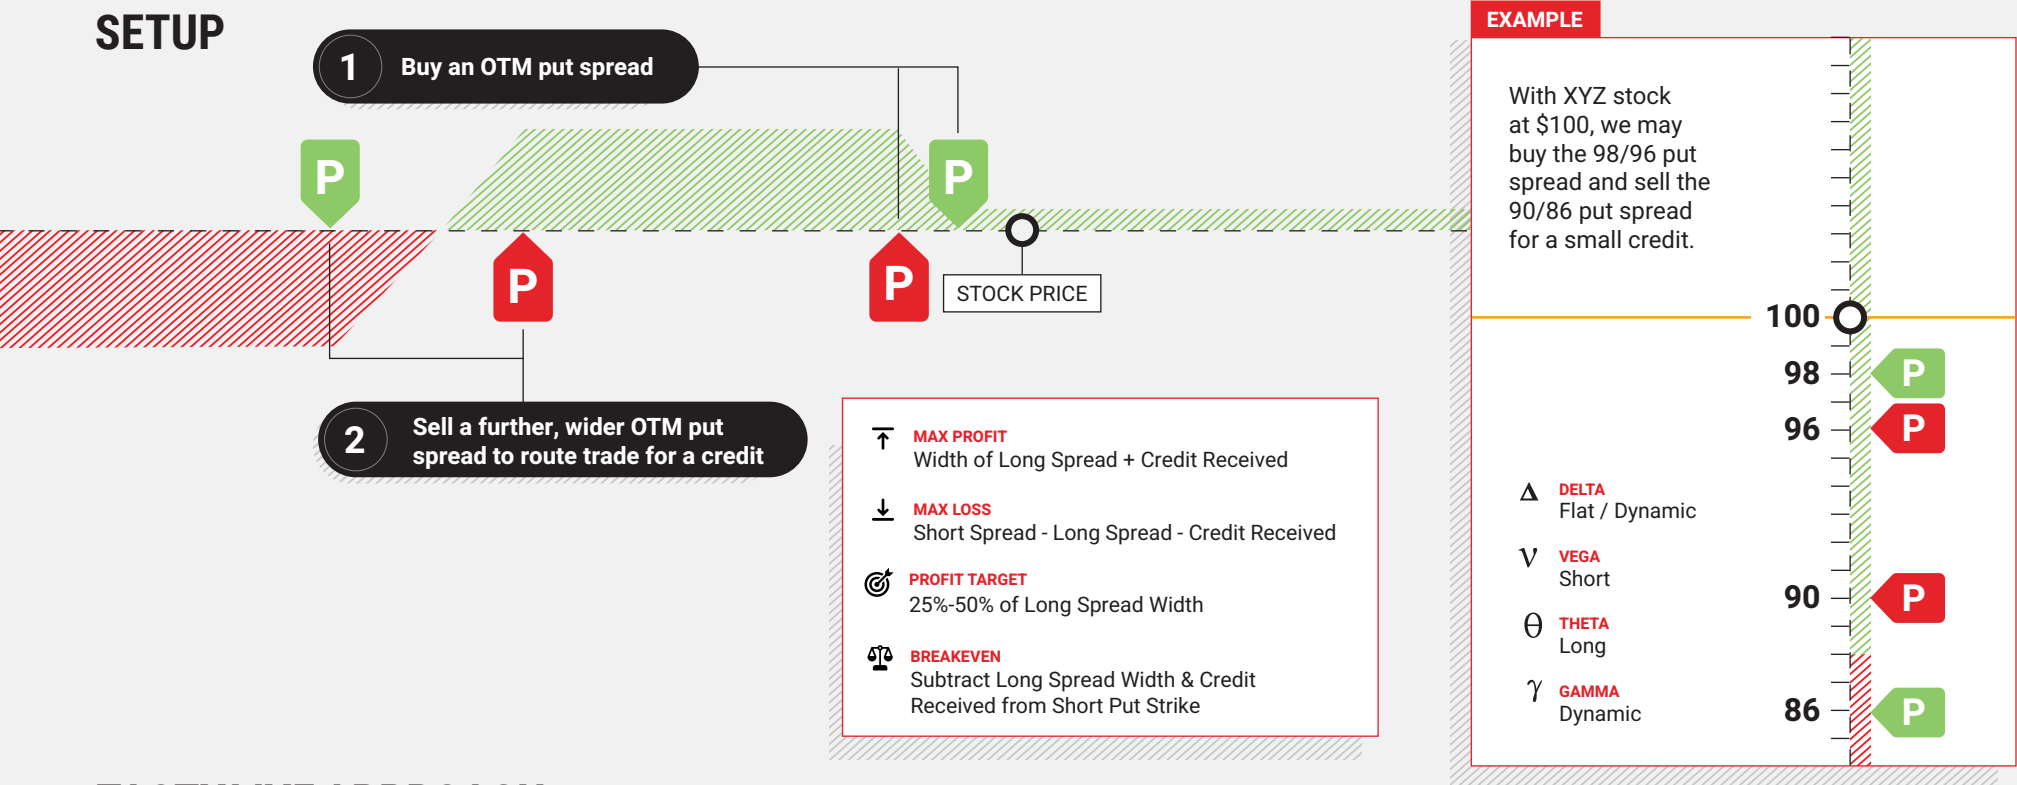 SETUP
1
Buy an OTM put spread
P
P
P
P
STOCK PRICE
2
Sell a further, wider OTM put
spread to route trade for a credit
MAX PROFIT
Width of Long Spread + Credit Received
MAX LOSS
Short Spread - Long Spread - Credit Received
PROFIT TARGET
25%-50% of Long Spread Width
BREAKEVEN
Subtract Long Spread Width & Credit
Received from Short Put Strike
EXAMPLE
With XYZ stock
at $100, we may
buy the 98/96 put
spread and sell the
90/86 put spread
for a small credit.
100
98
P
96
P
Δ
DELTA
Flat / Dynamic
ν
VEGA
Short
θ
THETA
Long
γ
GAMMA
Dynamic
90
P
86
P